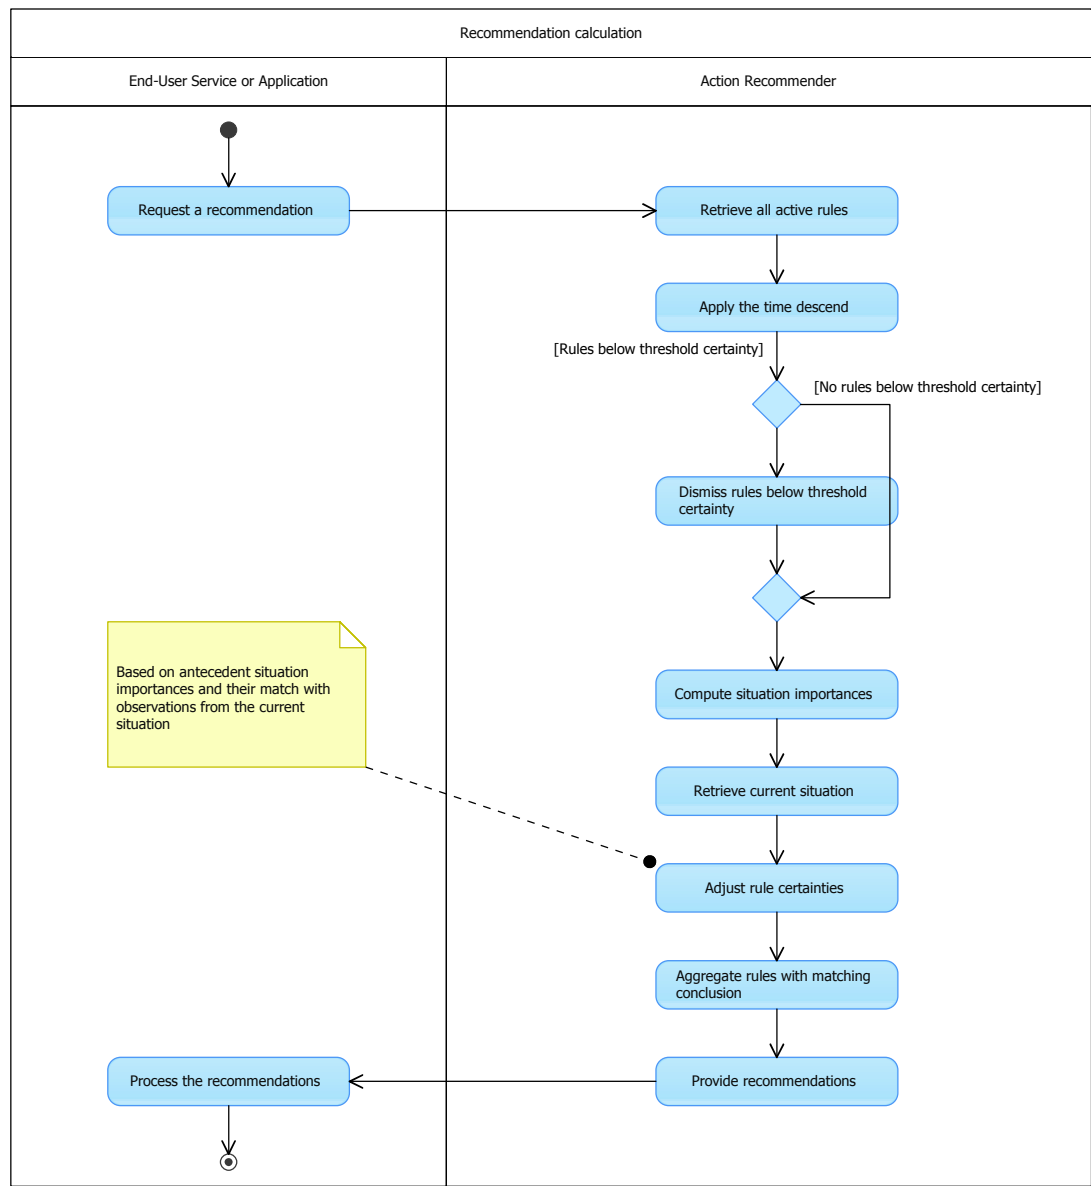 Recommendation calculation
End-User Service or Application
Action Recommender
Request a recommendation
Retrieve all active rules
Apply the time descend
[Rules below threshold certainty]
[No rules below threshold certainty]
Dismiss rules below threshold
certainty
Based on antecedent situation
importances and their match with
observations from the current
situation
Compute situation importances
Retrieve current situation
Adjust rule certainties
Aggregate rules with matching
conclusion
Process the recommendations
Provide recommendations